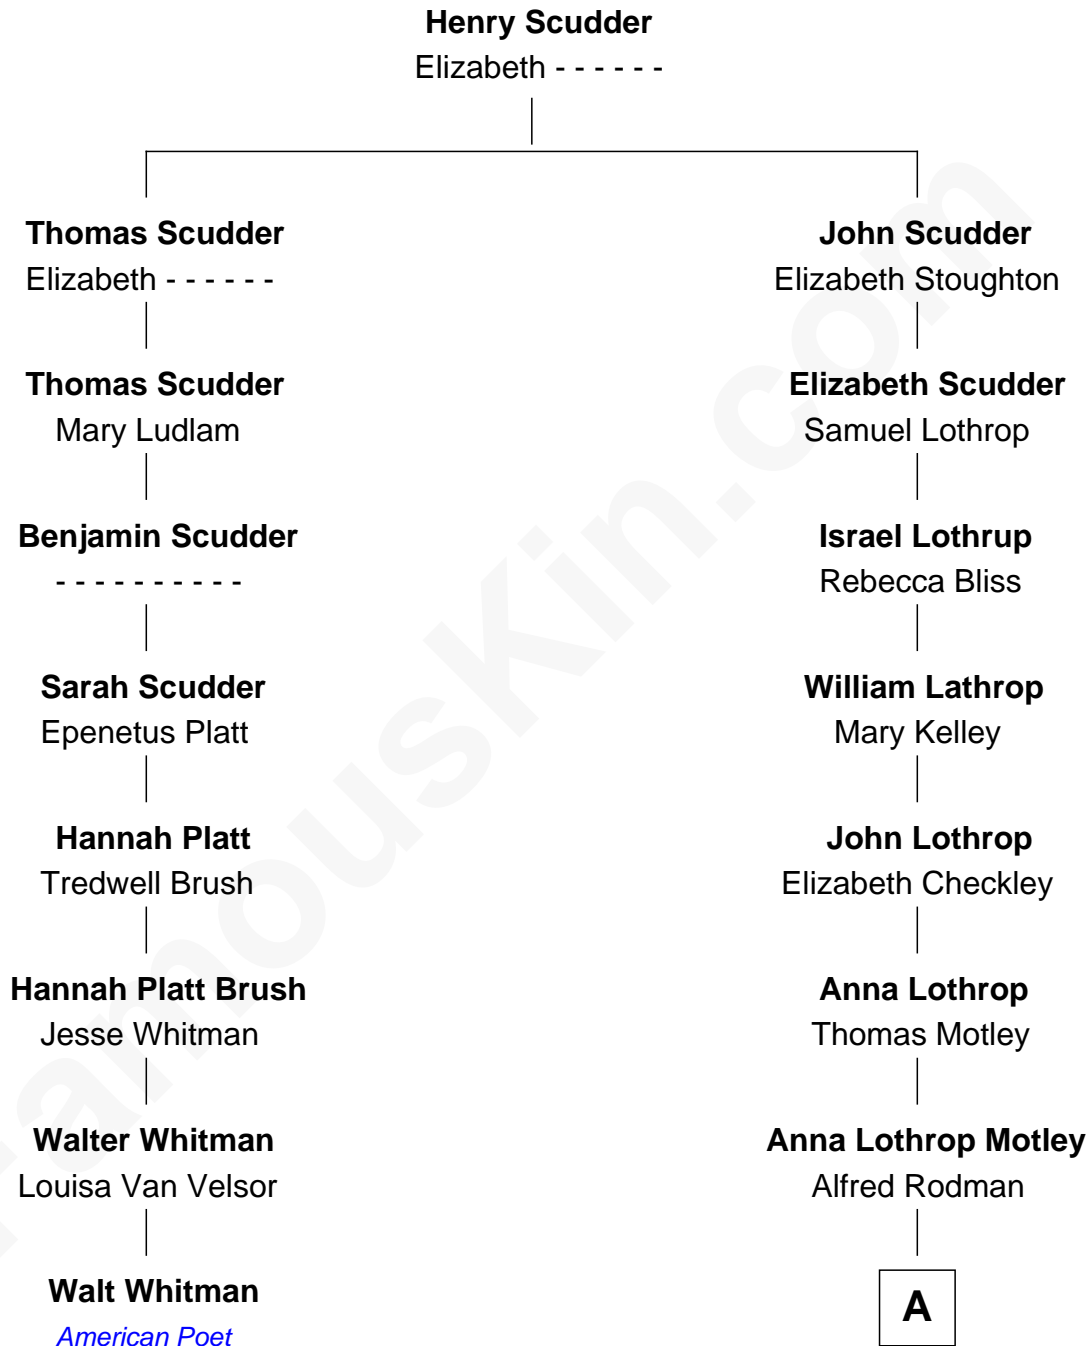 Henry Scudder
Elizabeth - - - - - -
Thomas Scudder
Elizabeth - - - - - -
John Scudder
Elizabeth Stoughton
Thomas Scudder
Mary Ludlam
Elizabeth Scudder
Samuel Lothrop
Benjamin Scudder
- - - - - - - - - -
Israel Lothrup
Rebecca Bliss
Sarah Scudder
Epenetus Platt
William Lathrop
Mary Kelley
Hannah Platt
Tredwell Brush
John Lothrop
Elizabeth Checkley
Hannah Platt Brush
Jesse Whitman
Anna Lothrop
Thomas Motley
Walter Whitman
Louisa Van Velsor
Anna Lothrop Motley
Alfred Rodman
Walt Whitman
American Poet
A
FamousKin.com